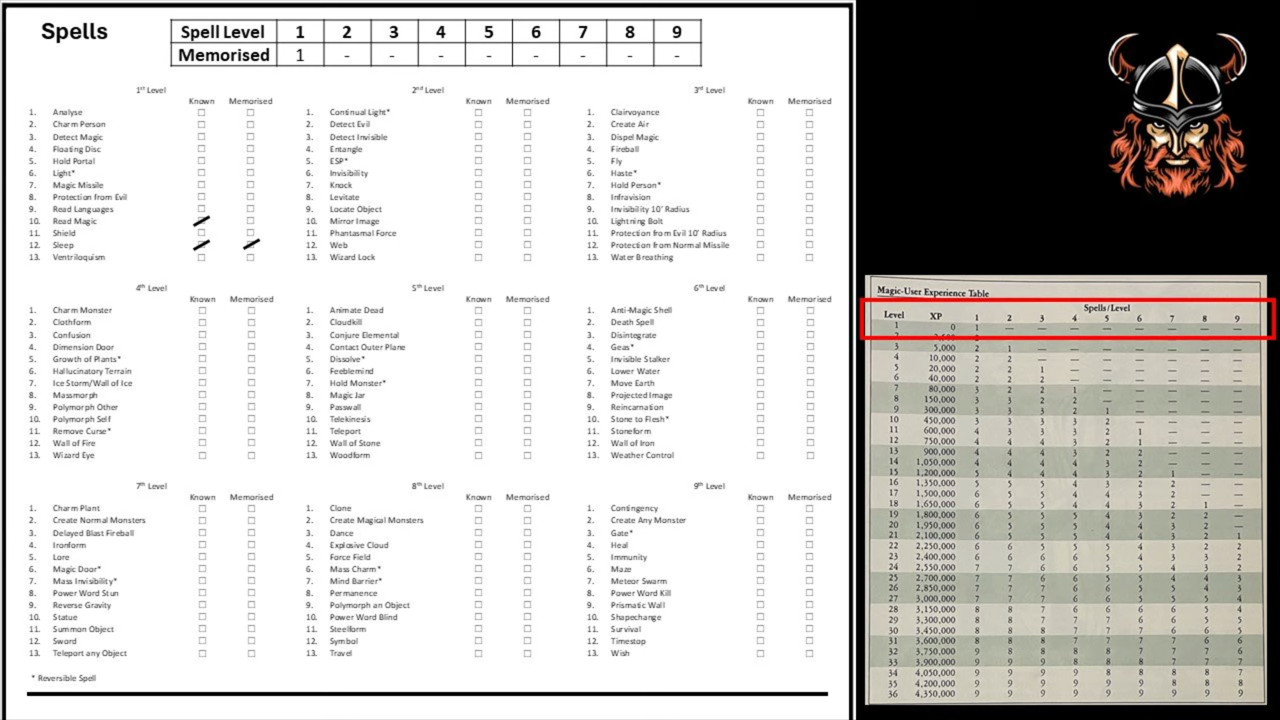 Spells
Spell Level 1 2 3 4 5 6 7 8 9
Memorised 1 - - - - - - - -
1st Level
Known Memorised
1. Analyse
2. Charm Person
3. Detect Magic
4. Floating Disc
5. Hold Portal
6. Light*
7. Magic Missile
8. Protection from Evil
9. Read Languages
10. Read Magic
11. Shield
12. Sleep
13. Ventriloquism
2nd Level
Known Memorised
1. Continual Light*
2. Detect Evil
3. Detect Invisible
4. Entangle
5. ESP*
6. Invisibility
7. Knock
8. Levitate
9. Locate Object
10. Mirror Image
11. Phantasmal Force
12. Web
13. Wizard Lock
3rd Level
Known Memorised
1. Clairvoyance
2. Create Air
3. Dispel Magic
4. Fireball
5. Fly
6. Haste*
7. Hold Person*
8. Infravision
9. Invisibility 10' Radius
10. Lightning Bolt
11. Protection from Evil 10' Radius
12. Protection from Normal Missile
13. Water Breathing
4th Level
Known Memorised
1. Charm Monster
2. Clothform
3. Confusion
4. Dimension Door
5. Growth of Plants*
6. Hallucinatory Terrain
7. Ice Storm/Wall of Ice
8. Massmorph
9. Polymorph Other
10. Polymorph Self
11. Remove Curse*
12. Wall of Fire
13. Wizard Eye
5th Level
Known Memorised
1. Animate Dead
2. Cloudkill
3. Conjure Elemental
4. Contact Outer Plane
5. Dissolve*
6. Feeblemind
7. Hold Monster*
8. Magic Jar
9. Passwall
10. Telekinesis
11. Teleport
12. Wall of Stone
13. Woodform
6th Level
Known Memorised
1. Anti-Magic Shell
2. Death Spell
3. Disintegrate
4. Geas*
5. Invisible Stalker
6. Lower Water
7. Move Earth
8. Projected Image
9. Reincarnation
10. Stone to Flesh*
11. Stoneform
12. Wall of Iron
13. Weather Control
7th Level
Known Memorised
1. Charm Plant
2. Create Normal Monsters
3. Delayed Blast Fireball
4. Ironform
5. Lore
6. Magic Door*
7. Mass Invisibility*
8. Power Word Stun
9. Reverse Gravity
10. Statue
11. Summon Object
12. Sword
13. Teleport any Object
8th Level
Known Memorised
1. Clone
2. Create Magical Monsters
3. Dance
4. Explosive Cloud
5. Force Field
6. Mass Charm*
7. Mind Barrier*
8. Permanence
9. Polymorph an Object
10. Power Word Blind
11. Steelform
12. Symbol
13. Travel
9th Level
Known Memorised
1. Contingency
2. Create Any Monster
3. Gate*
4. Heal
5. Immunity
6. Maze
7. Meteor Swarm
8. Power Word Kill
9. Prismatic Wall
10. Shapechange
11. Survival
12. Timestop
13. Wish
* Reversible Spell
Magic-User Experience Table
Spells/Level
Level XP 1 2 3 4 5 6 7 8 9
1 0 1 — — — — — — — —
3 5,000 2 1 — — — — — — —
4 10,000 2 2 — — — — — — —
5 20,000 2 2 1 — — — — — —
6 40,000 2 2 2 — — — — — —
7 80,000 3 2 2 1 — — — — —
8 150,000 3 3 2 2 — — — — —
9 300,000 3 3 3 2 1 — — — —
10 450,000 3 3 3 3 2 — — — —
11 600,000 4 3 3 3 2 1 — — —
12 750,000 4 4 4 3 2 1 — — —
13 900,000 4 4 4 3 2 2 — — —
14 1,050,000 4 4 4 4 3 2 — — —
15 1,200,000 5 4 4 4 3 2 1 — —
16 1,350,000 5 5 5 4 3 2 2 — —
17 1,500,000 6 5 5 4 4 3 2 — —
18 1,650,000 6 5 5 4 4 3 2 1 —
19 1,800,000 6 5 5 5 4 3 2 2 —
20 1,950,000 6 5 5 5 4 4 3 2 —
21 2,100,000 6 5 5 5 4 4 3 2 1
22 2,250,000 6 6 5 5 5 4 3 2 2
23 2,400,000 6 6 6 6 5 4 3 3 2
24 2,550,000 7 7 6 6 5 5 4 3 2
25 2,700,000 7 7 6 6 5 5 4 4 3
26 2,850,000 7 7 7 6 6 5 5 4 3
27 3,000,000 7 7 7 6 6 5 5 5 4
28 3,150,000 8 8 7 6 6 6 6 5 4
29 3,300,000 8 8 7 7 7 6 6 5 5
30 3,450,000 8 8 8 7 7 7 6 6 5
31 3,600,000 8 8 8 7 7 7 7 6 6
32 3,750,000 9 8 8 8 8 7 7 7 6
33 3,900,000 9 9 9 8 8 8 7 7 7
34 4,050,000 9 9 9 9 8 8 8 8 7
35 4,200,000 9 9 9 9 9 9 9 8 8
36 4,350,000 9 9 9 9 9 9 9 9 9